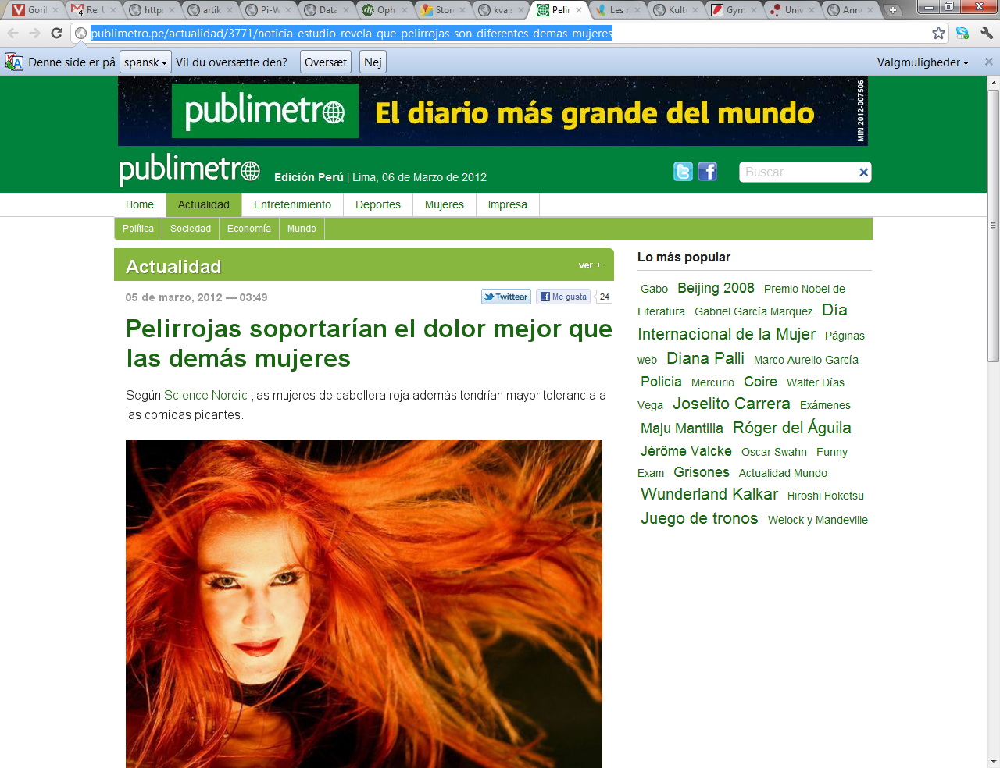 Goril
4
Re: U
https
artik
Pi-W
Data
Oph
Store
kva.s
Pelir
Les r
Kultu
Gym
Univ
Anno
publimetro.pe/actualidad/3771/noticia-estudio-revela-que-pelirrojas-son-diferentes-demas-mujeres
Denne side er på spansk Vil du oversætte den? Oversæt Nej Valgmuligheder
publimetro El diario más grande del mundo
MIN 2012-007506
publimetro Edición Perú | Lima, 06 de Marzo de 2012
Buscar
Home Actualidad Entretenimiento Deportes Mujeres Impresa
Política Sociedad Economía Mundo
Actualidad ver +
05 de marzo, 2012 — 03:49 Twittear Me gusta 24
Pelirrojas soportarían el dolor mejor que
las demás mujeres
Según Science Nordic ,las mujeres de cabellera roja además tendrían mayor tolerancia a
las comidas picantes.
Lo más popular
Gabo Beijing 2008 Premio Nobel de
Literatura Gabriel García Marquez Día
Internacional de la Mujer Páginas
web Diana Palli Marco Aurelio García
Policia Mercurio Coire Walter Días
Vega Joselito Carrera Exámenes
Maju Mantilla Róger del Águila
Jérôme Valcke Oscar Swahn Funny
Exam Grisones Actualidad Mundo
Wunderland Kalkar Hiroshi Hoketsu
Juego de tronos Welock y Mandeville